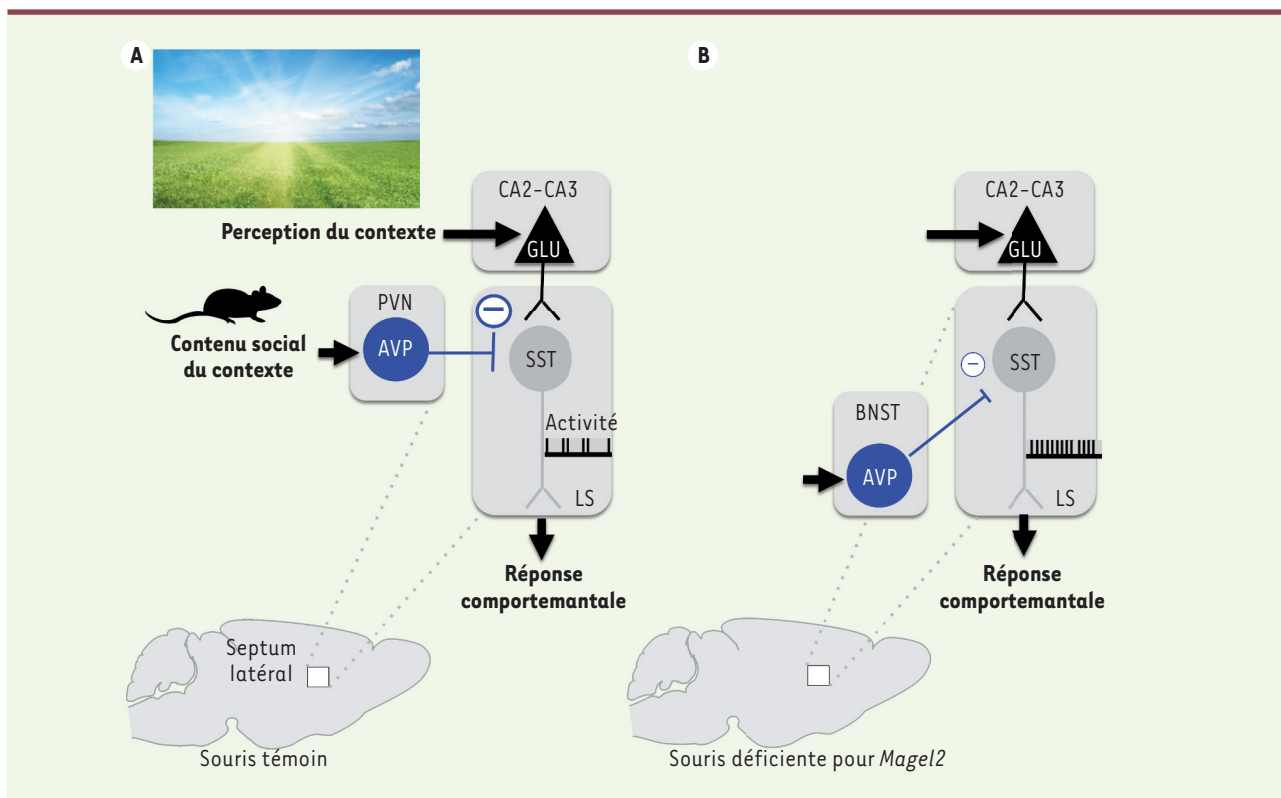 A
CA2–CA3
GLU
Perception du contexte
PVN
AVP
Contenu social
du contexte
–
SST
Activité
LS
Réponse
comportemantale
Septum
latéral
Souris témoin
B
CA2–CA3
GLU
–
SST
BNST
AVP
LS
Réponse
comportemantale
Souris déficiente pour Magel2